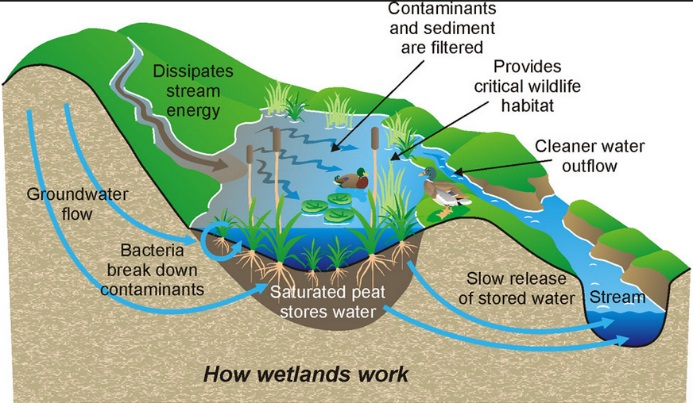 Contaminants
and sediment
are filtered
Dissipates
stream
energy
Provides
critical wildlife
habitat
Cleaner water
outflow
Groundwater
flow
Bacteria
break down
contaminants
Saturated peat
stores water
Slow release
of stored water
Stream
How wetlands work